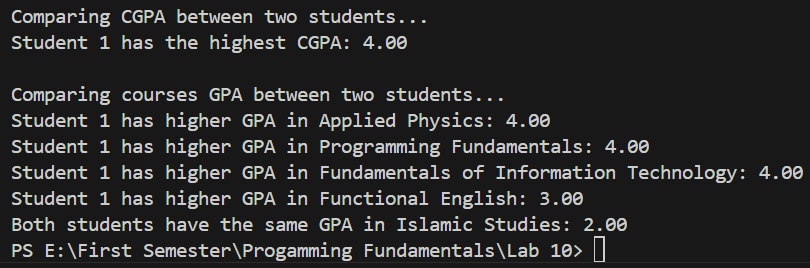 Comparing CGPA between two students...
Student 1 has the highest CGPA: 4.00
Comparing courses GPA between two students...
Student 1 has higher GPA in Applied Physics: 4.00
Student 1 has higher GPA in Programming Fundamentals: 4.00
Student 1 has higher GPA in Fundamentals of Information Technology: 4.00
Student 1 has higher GPA in Functional English: 3.00
Both students have the same GPA in Islamic Studies: 2.00
PS E:\First Semester\Progamming Fundamentals\Lab 10>